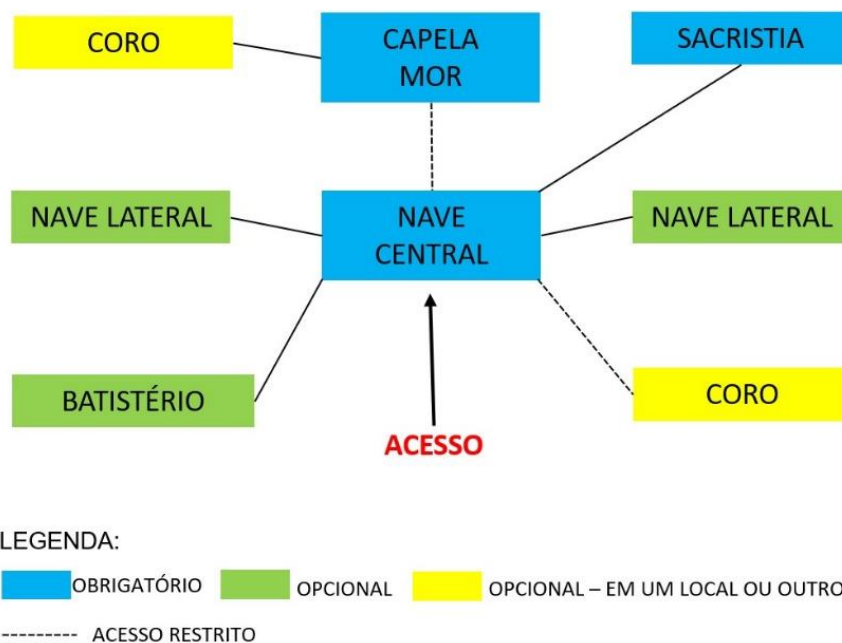 CORO
CAPELA
MOR
SACRISTIA
NAVE LATERAL
NAVE
CENTRAL
NAVE LATERAL
BATISTÉRIO
CORO
ACESSO
LEGENDA:
OBRIGATÓRIO
OPCIONAL
OPCIONAL – EM UM LOCAL OU OUTRO
ACESSO RESTRITO